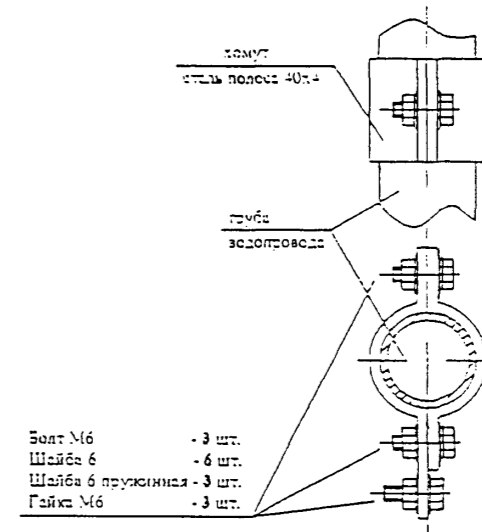 хомут
сталь полоса 40х4
труба
водопровода
Болт М6 - 3 шт.
Шайба 6 - 6 шт.
Шайба 6 пружинная - 3 шт.
Гайка М6 - 3 шт.